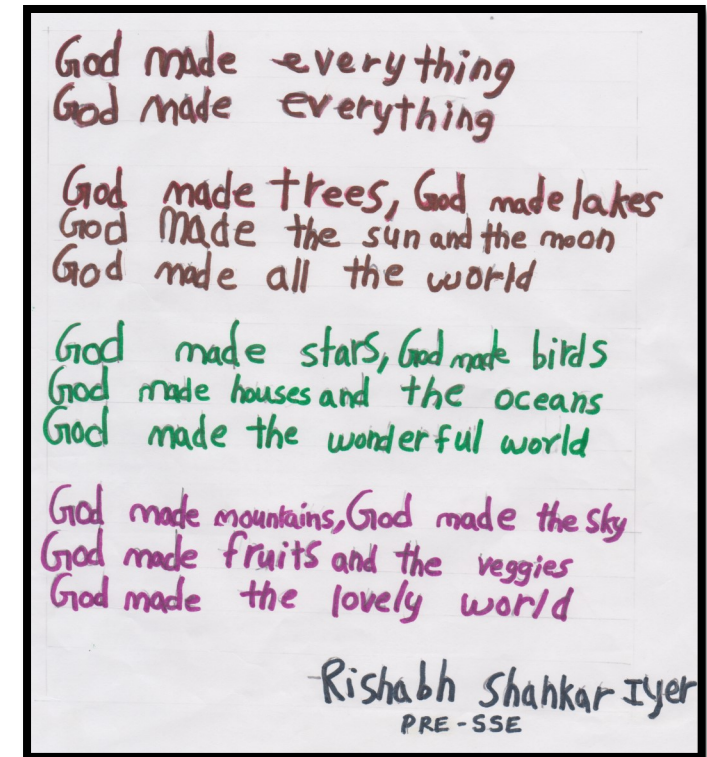 God made everything
God made everything
God made trees, God made lakes
God made the sun and the moon
God made all the world
God made stars, God made birds
God made houses and the oceans
God made the wonderful world
God made mountains, God made the sky
God made fruits and the veggies
God made the lovely world
Rishabh Shankar Iyer
PRE-SSE